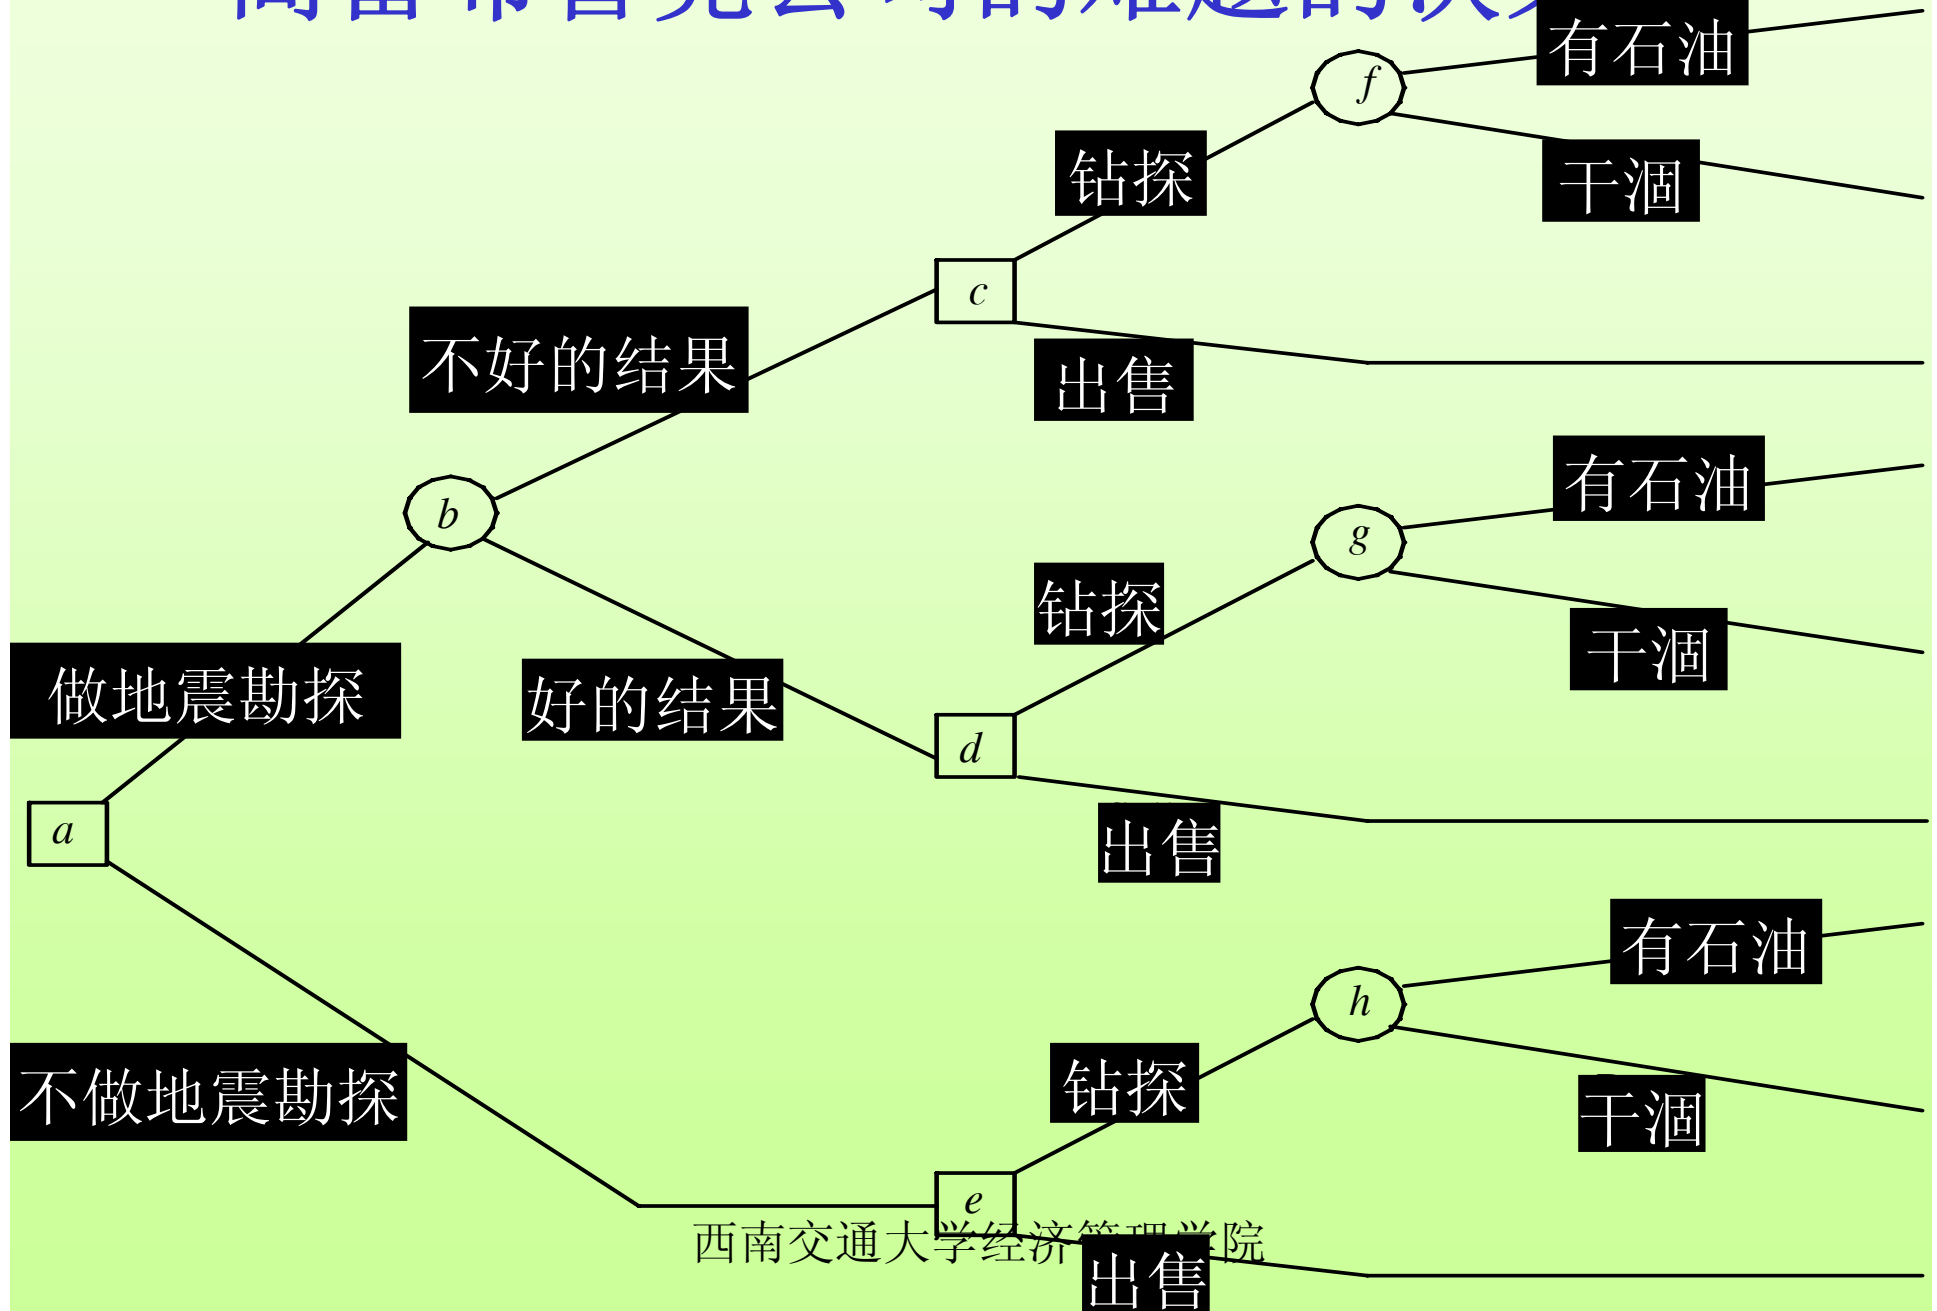 有石油
f
钻探
干涸
c
不好的结果
出售
有石油
b
g
钻探
干涸
做地震勘探
好的结果
d
a
出售
有石油
h
不做地震勘探
钻探
干涸
e
西南交通大学经济管理学院
出售